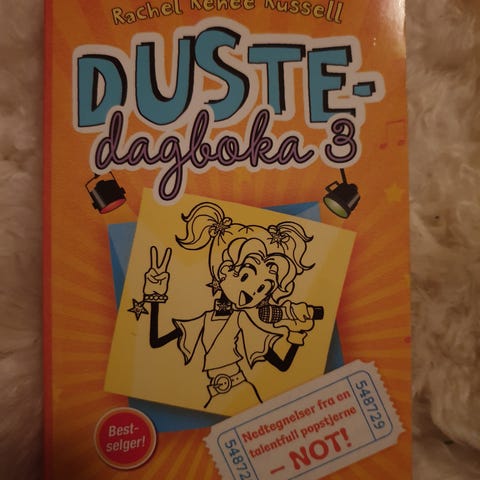 Rachel Renée Russell
DUSTE-
dagboka 3
Best-
selger!
Nedtegnelser fra en
talentfull popstjerne
– NOT!
548729
54872